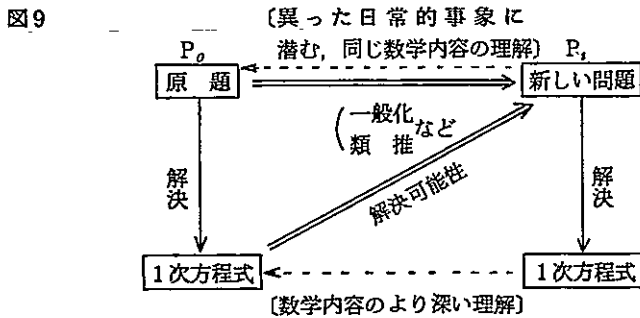 図9
〔異った日常的事象に
潜む，同じ数学内容の理解〕
P₀
P₁
原 題
新しい問題
（一般化
類 推など
解決
解決可能性
解決
1次方程式
1次方程式
〔数学内容のより深い理解〕